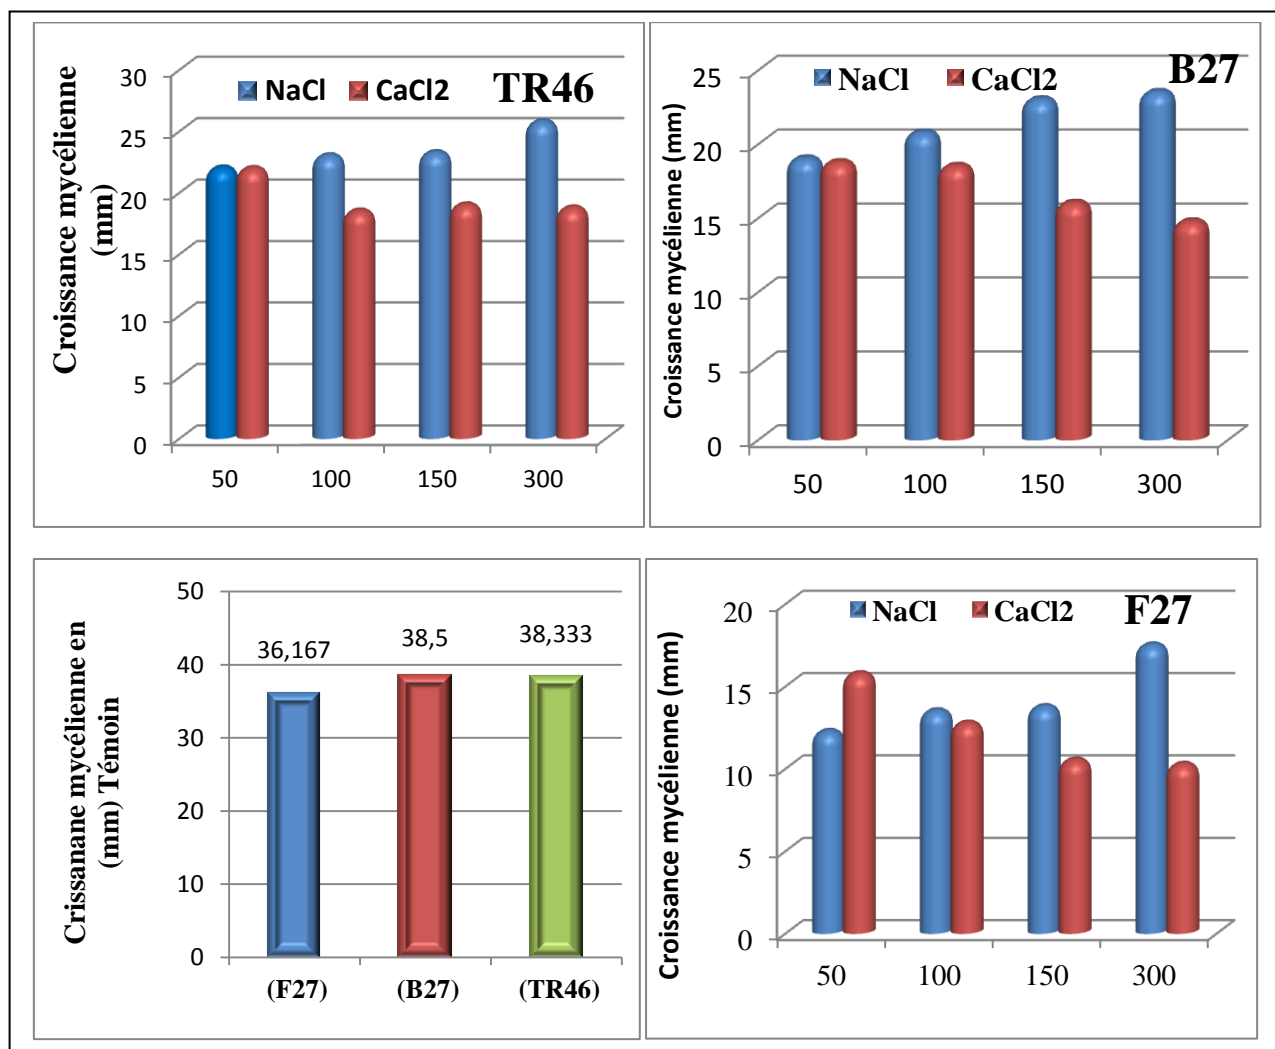 TR46
NaCl CaCl2
Croissance mycélienne
(mm)
30
25
20
15
10
5
0
50 100 150 300
B27
NaCl CaCl2
Croissance mycélienne (mm)
25
20
15
10
5
0
50 100 150 300
Crissanane mycélienne en
(mm) Témoin
50
40
30
20
10
0
36,167 38,5 38,333
(F27) (B27) (TR46)
F27
NaCl CaCl2
Croissance mycélienne (mm)
20
15
10
5
0
50 100 150 300